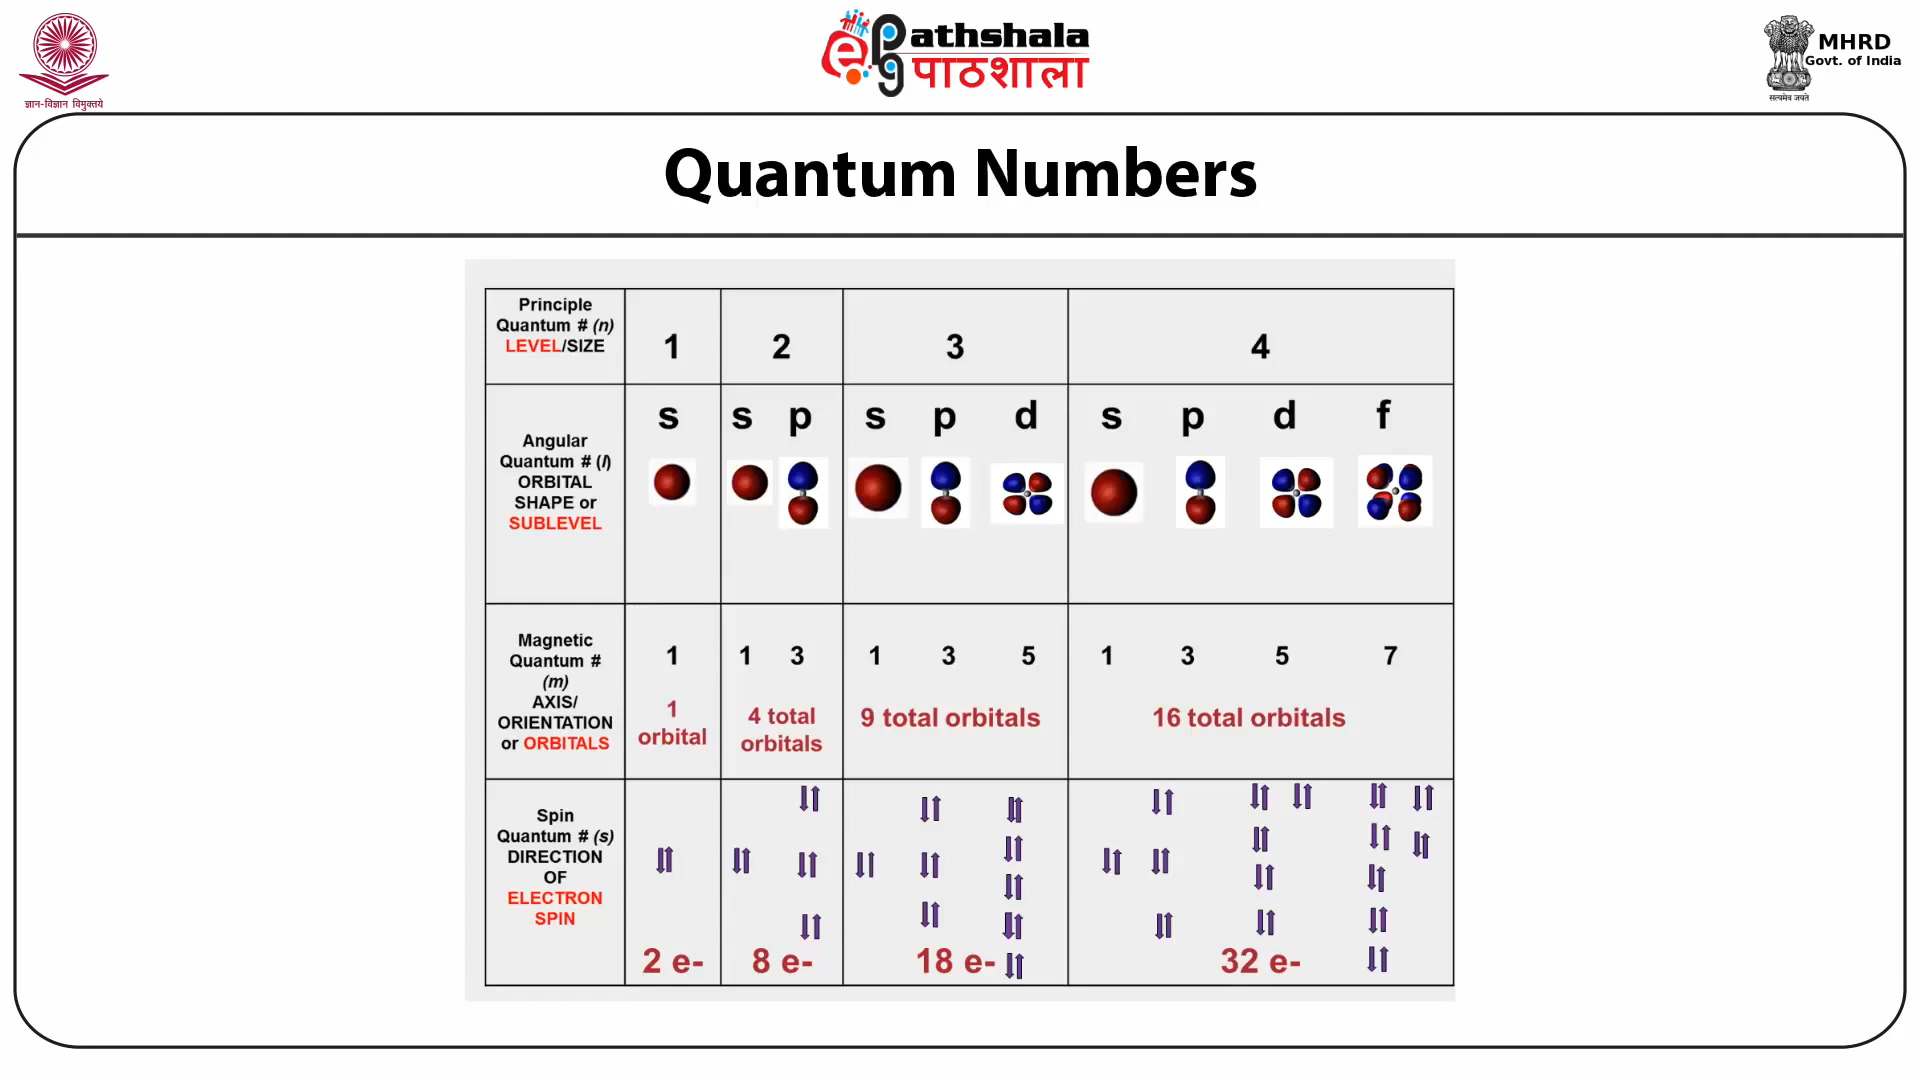 ज्ञान-विज्ञान विमुक्तये
ePathshala
पाठशाला
MHRD
Govt. of India
सत्यमेव जयते
Quantum Numbers
Principle
Quantum # (n)
LEVEL/SIZE
1
2
3
4
Angular
Quantum # (l)
ORBITAL
SHAPE or
SUBLEVEL
s
s p
s p d
s p d f
Magnetic
Quantum #
(m)
AXIS/
ORIENTATION
or ORBITALS
1
1
orbital
1 3
4 total
orbitals
1 3 5
9 total orbitals
1 3 5 7
16 total orbitals
Spin
Quantum # (s)
DIRECTION
OF
ELECTRON
SPIN
2 e-
8 e-
18 e-
32 e-